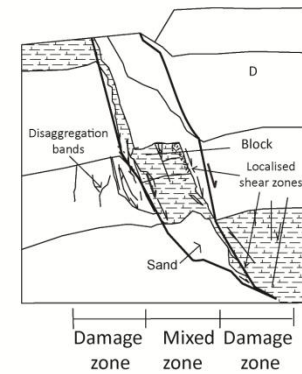 D
Disaggregation
bands
Block
Localised
shear zones
Sand
Damage
zone
Mixed
zone
Damage
zone